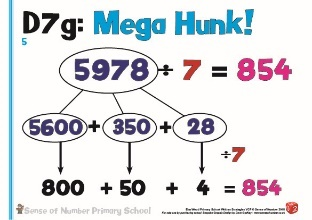 D7g: Mega Hunk!
5
5978 ÷ 7 = 854
5600 + 350 + 28
÷7
800 + 50 + 4 = 854
Sense of Number Primary School